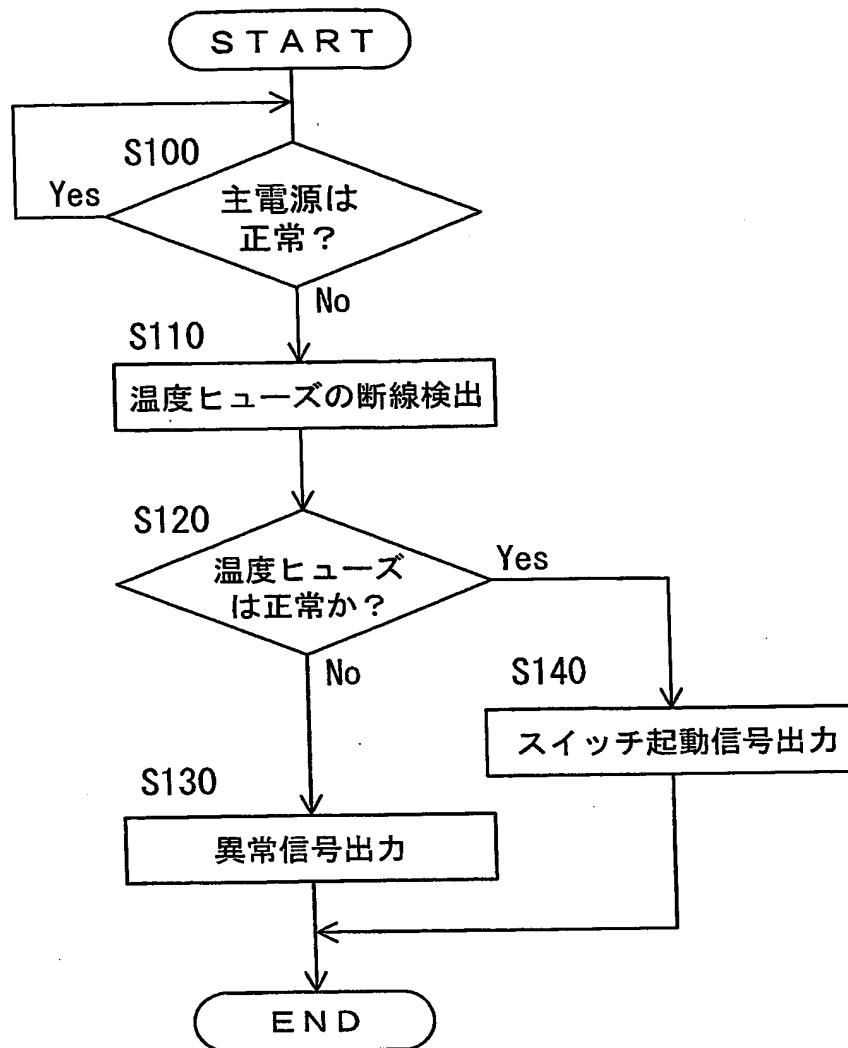 START
S100
Yes
主電源は
正常？
No
S110
温度ヒューズの断線検出
S120
温度ヒューズ
は正常か？
Yes
No
S140
スイッチ起動信号出力
S130
異常信号出力
END